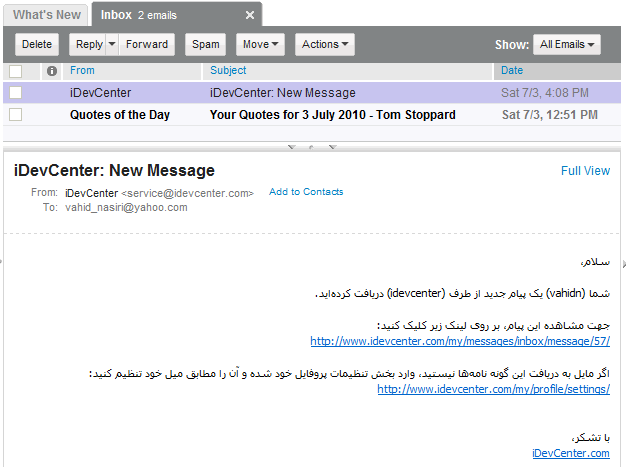 What's New
Inbox 2 emails
Delete Reply Forward Spam Move Actions Show: All Emails
From Subject Date
iDevCenter iDevCenter: New Message Sat 7/3, 4:08 PM
Quotes of the Day Your Quotes for 3 July 2010 - Tom Stoppard Sat 7/3, 12:51 PM
iDevCenter: New Message Full View
From: iDevCenter <service@idevcenter.com> Add to Contacts
To: vahid_nasiri@yahoo.com
سلام،
شما (vahidn) یک پیام جدید از طرف (idevcenter) دریافت کرده‌اید.
جهت مشاهده این پیام، بر روی لینک زیر کلیک کنید:
http://www.idevcenter.com/my/messages/inbox/message/57/
اگر مایل به دریافت این گونه نامه‌ها نیستید، وارد بخش تنظیمات پروفایل خود شده و آن را مطابق میل خود تنظیم کنید:
http://www.idevcenter.com/my/profile/settings/
با تشکر،
iDevCenter.com